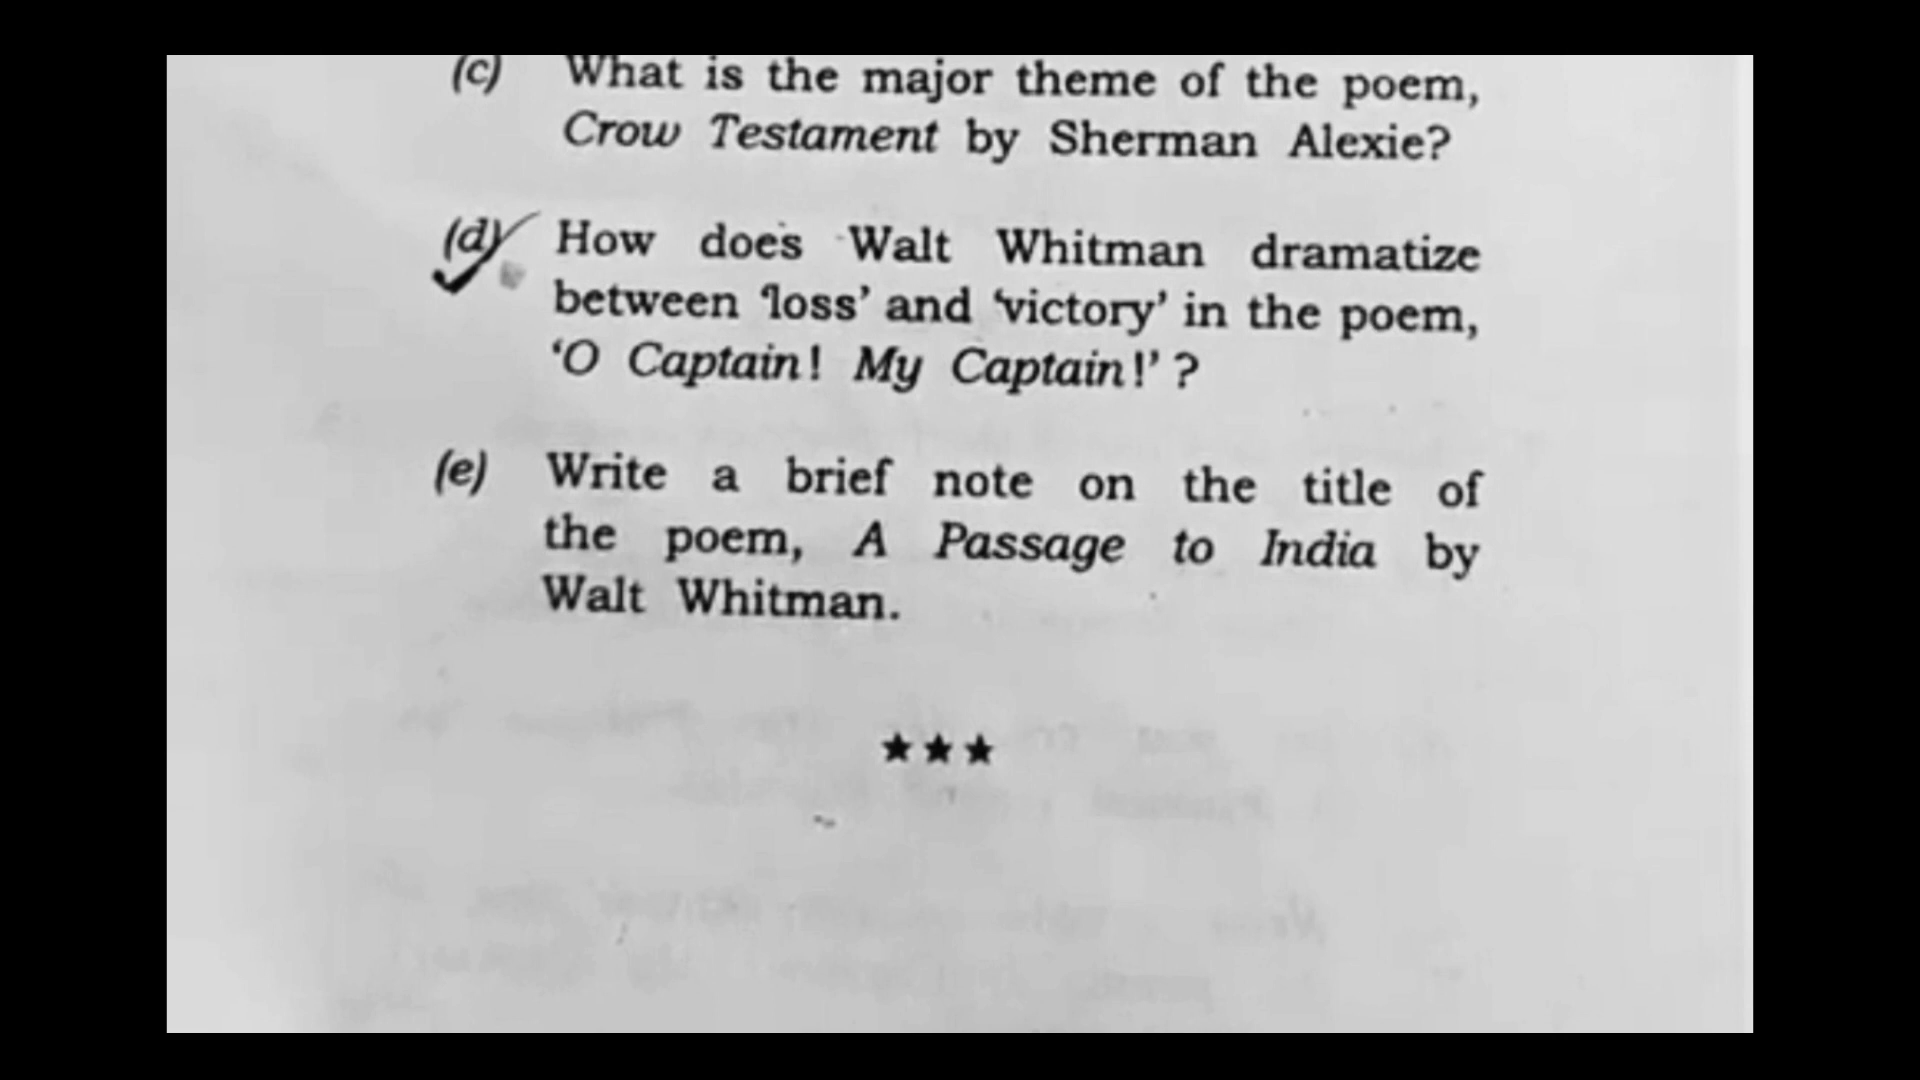 (c) What is the major theme of the poem,
Crow Testament by Sherman Alexie?
(d) How does Walt Whitman dramatize
between ‘loss’ and ‘victory’ in the poem,
‘O Captain! My Captain!’ ?
(e) Write a brief note on the title of
the poem, A Passage to India by
Walt Whitman.
★★★